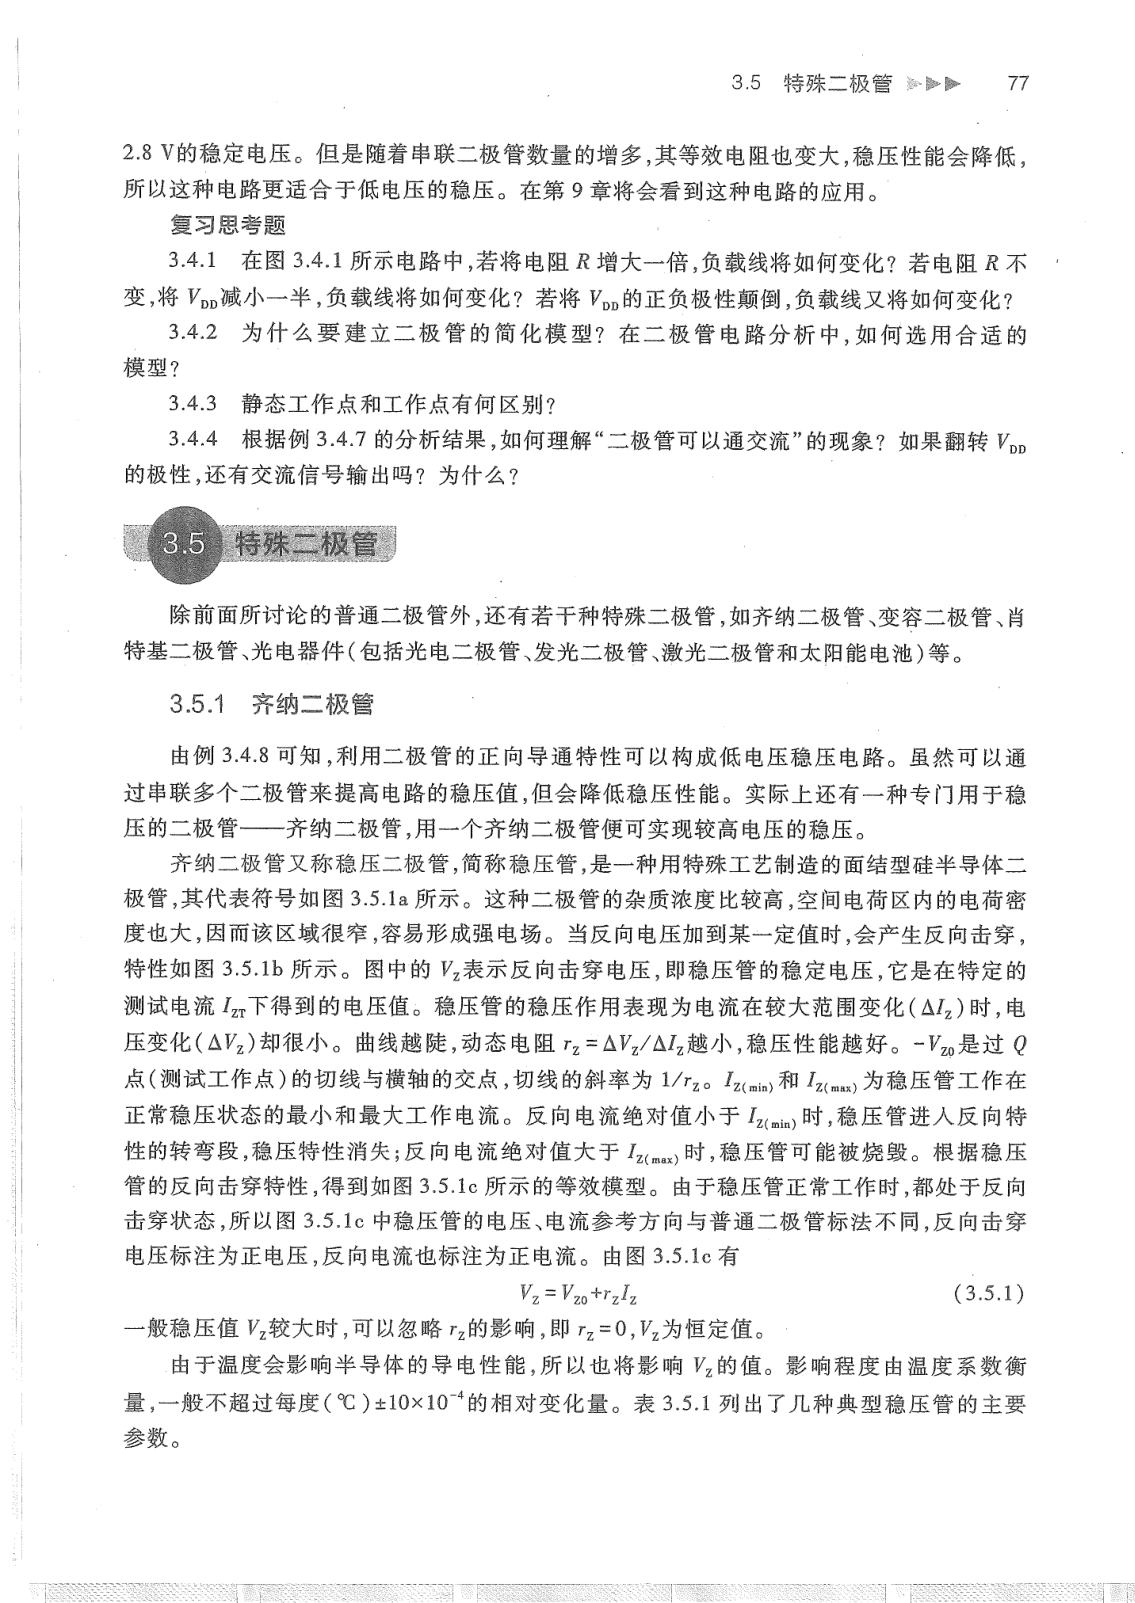 3.5 特殊二极管 ▶▶▶ 77
2.8 V的稳定电压。但是随着串联二极管数量的增多,其等效电阻也变大,稳压性能会降低,
所以这种电路更适合于低电压的稳压。在第 9 章将会看到这种电路的应用。
复习思考题
3.4.1 在图 3.4.1 所示电路中,若将电阻 R 增大一倍,负载线将如何变化? 若电阻 R 不
变,将 V_DD减小一半,负载线将如何变化? 若将 V_DD的正负极性颠倒,负载线又将如何变化?
3.4.2 为什么要建立二极管的简化模型? 在二极管电路分析中,如何选用合适的
模型?
3.4.3 静态工作点和工作点有何区别?
3.4.4 根据例 3.4.7 的分析结果,如何理解“二极管可以通交流”的现象? 如果翻转 V_DD
的极性,还有交流信号输出吗? 为什么?
3.5 特殊二极管
除前面所讨论的普通二极管外,还有若干种特殊二极管,如齐纳二极管、变容二极管、肖
特基二极管、光电器件(包括光电二极管、发光二极管、激光二极管和太阳能电池)等。
3.5.1 齐纳二极管
由例 3.4.8 可知,利用二极管的正向导通特性可以构成低电压稳压电路。虽然可以通
过串联多个二极管来提高电路的稳压值,但会降低稳压性能。实际上还有一种专门用于稳
压的二极管——齐纳二极管,用一个齐纳二极管便可实现较高电压的稳压。
齐纳二极管又称稳压二极管,简称稳压管,是一种用特殊工艺制造的面结型硅半导体二
极管,其代表符号如图 3.5.1a 所示。这种二极管的杂质浓度比较高,空间电荷区内的电荷密
度也大,因而该区域很窄,容易形成强电场。当反向电压加到某一定值时,会产生反向击穿,
特性如图 3.5.1b 所示。图中的 V_Z表示反向击穿电压,即稳压管的稳定电压,它是在特定的
测试电流 I_ZT下得到的电压值。稳压管的稳压作用表现为电流在较大范围变化(ΔI_Z)时,电
压变化(ΔV_Z)却很小。曲线越陡,动态电阻 r_Z=ΔV_Z/ΔI_Z越小,稳压性能越好。-V_Z0是过 Q
点(测试工作点)的切线与横轴的交点,切线的斜率为 1/r_Z。I_Z(min)和 I_Z(max)为稳压管工作在
正常稳压状态的最小和最大工作电流。反向电流绝对值小于 I_Z(min)时,稳压管进入反向特
性的转弯段,稳压特性消失;反向电流绝对值大于 I_Z(max)时,稳压管可能被烧毁。根据稳压
管的反向击穿特性,得到如图 3.5.1c 所示的等效模型。由于稳压管正常工作时,都处于反向
击穿状态,所以图 3.5.1c 中稳压管的电压、电流参考方向与普通二极管标法不同,反向击穿
电压标注为正电压,反向电流也标注为正电流。由图 3.5.1c 有
V_Z=V_Z0+r_ZI_Z (3.5.1)
一般稳压值 V_Z较大时,可以忽略 r_Z的影响,即 r_Z=0,V_Z为恒定值。
由于温度会影响半导体的导电性能,所以也将影响 V_Z的值。影响程度由温度系数衡
量,一般不超过每度(℃)±10×10⁻⁴的相对变化量。表 3.5.1 列出了几种典型稳压管的主要
参数。